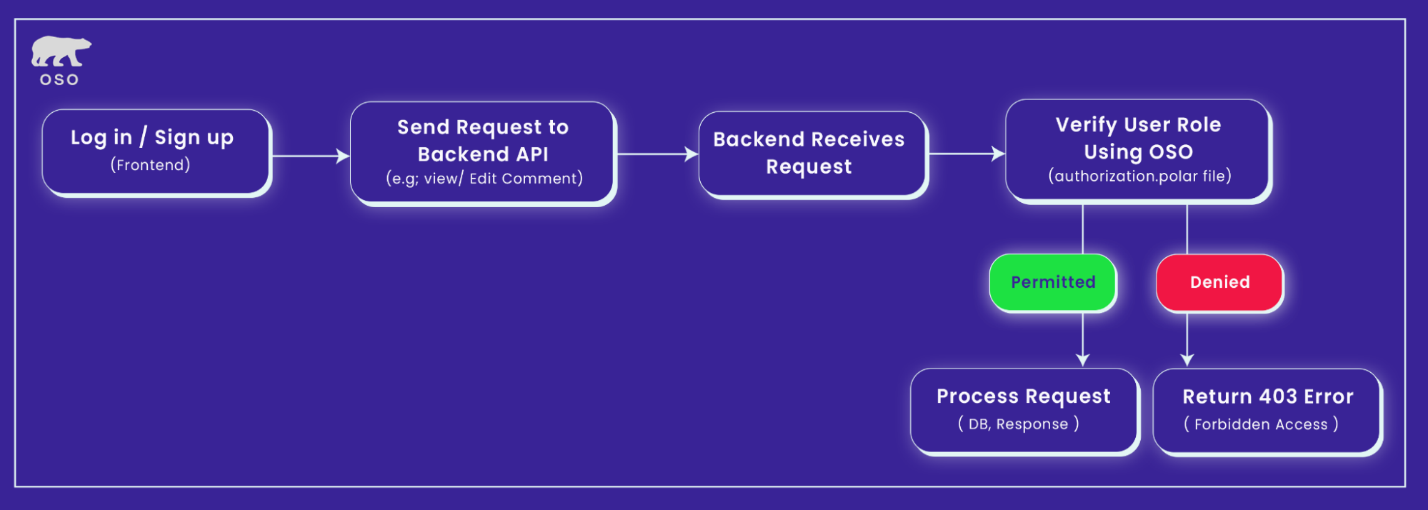 OSO
Log in / Sign up
(Frontend)
Send Request to
Backend API
(e.g; view/ Edit Comment)
Backend Receives
Request
Verify User Role
Using OSO
(authorization.polar file)
Permitted
Denied
Process Request
( DB, Response )
Return 403 Error
( Forbidden Access )